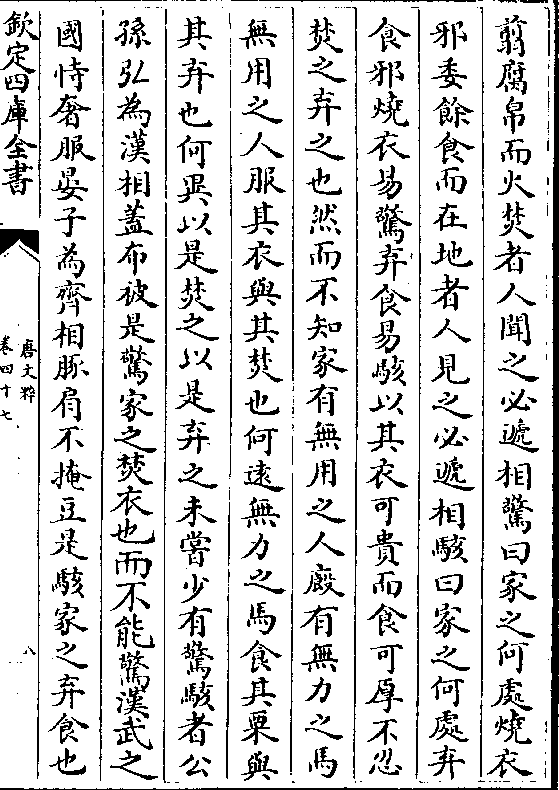 翦腐帛而火焚者人聞之必遞相驚曰家之何處燒衣
邪委餘食而在地者人見之必遞相駭曰家之何處弃
食邪燒衣易驚弃食易駭以其衣可貴而食可厚不忍
焚之弃之也然而不知家有無用之人廄有無力之馬
無用之人服其衣與其焚也何遠無力之馬食其粟與
其弃也何異以是焚之以是弃之未嘗少有驚駭者公
孫弘為漢相蓋布被是驚家之焚衣也而不能驚漢武之
國恃奢服晏子為齊相豚肩不掩豆是駭家之弃食也
欽定四庫全書
唐文粹
卷四十七
八